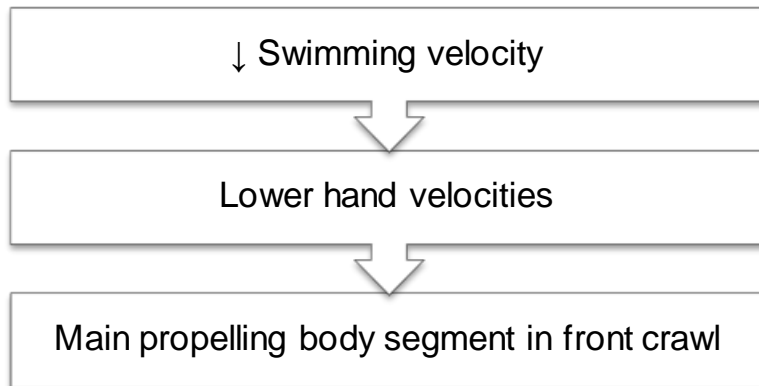 ↓ Swimming velocity
Lower hand velocities
Main propelling body segment in front crawl